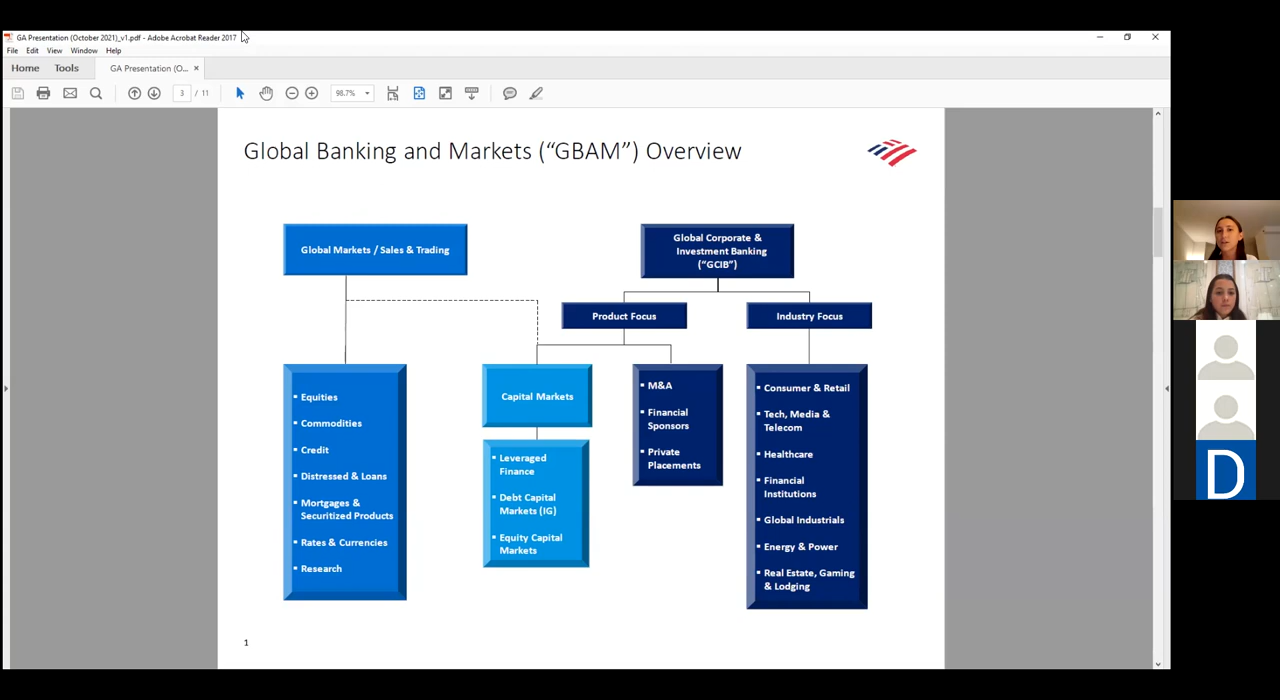 GA Presentation (October 2021)_v1.pdf - Adobe Acrobat Reader 2017
File Edit View Window Help
Home Tools GA Presentation (O... ×
3 / 11 98.7%
Global Banking and Markets (“GBAM”) Overview
Global Markets / Sales & Trading
Global Corporate &
Investment Banking
(“GCIB”)
Product Focus
Industry Focus
▪ Equities
▪ Commodities
▪ Credit
▪ Distressed & Loans
▪ Mortgages &
Securitized Products
▪ Rates & Currencies
▪ Research
Capital Markets
▪ Leveraged
Finance
▪ Debt Capital
Markets (IG)
▪ Equity Capital
Markets
▪ M&A
▪ Financial
Sponsors
▪ Private
Placements
▪ Consumer & Retail
▪ Tech, Media &
Telecom
▪ Healthcare
▪ Financial
Institutions
▪ Global Industrials
▪ Energy & Power
▪ Real Estate, Gaming
& Lodging
1
D